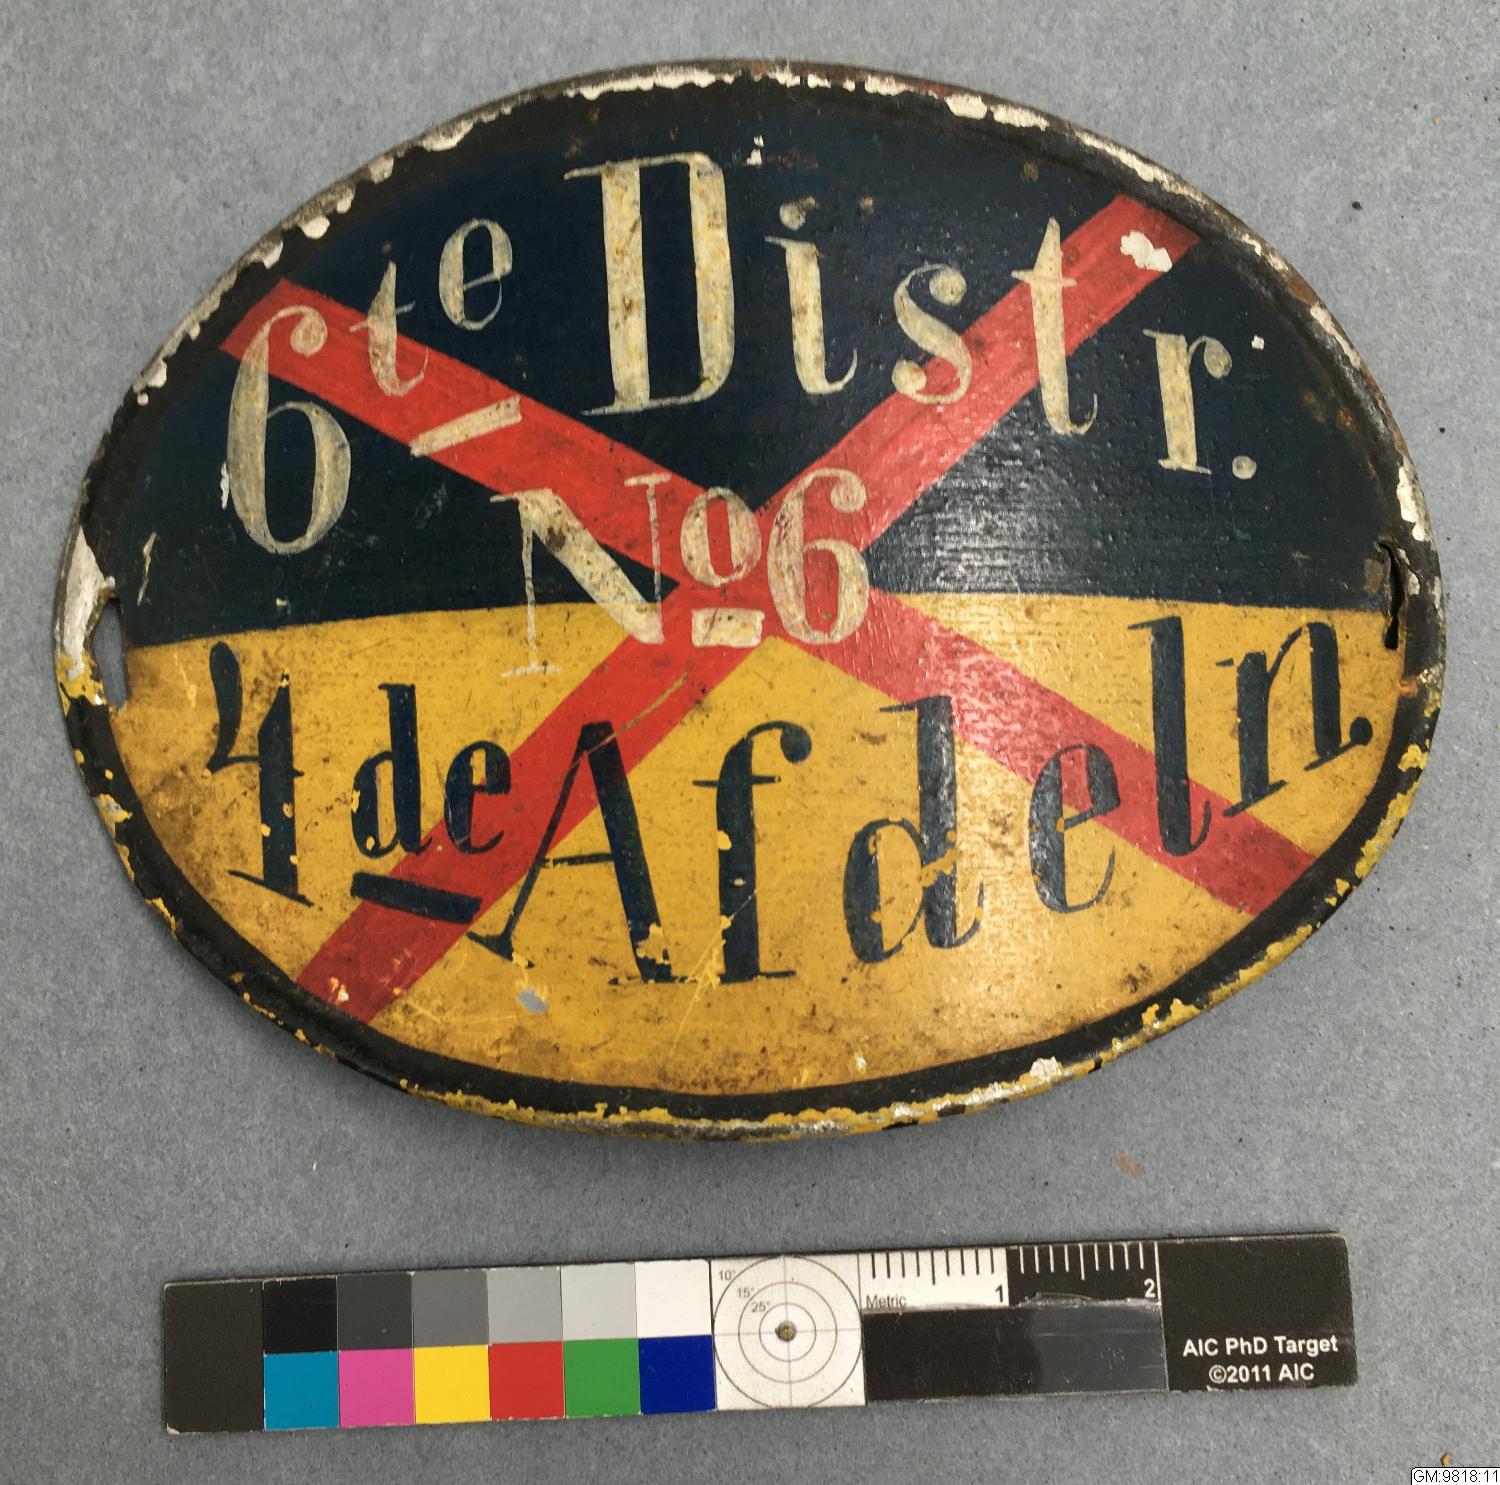 6te Distr.
No 6
4de Afdeln.
10°
15°
25°
Metric
1
2
AIC PhD Target
©2011 AIC
GM:9818:11